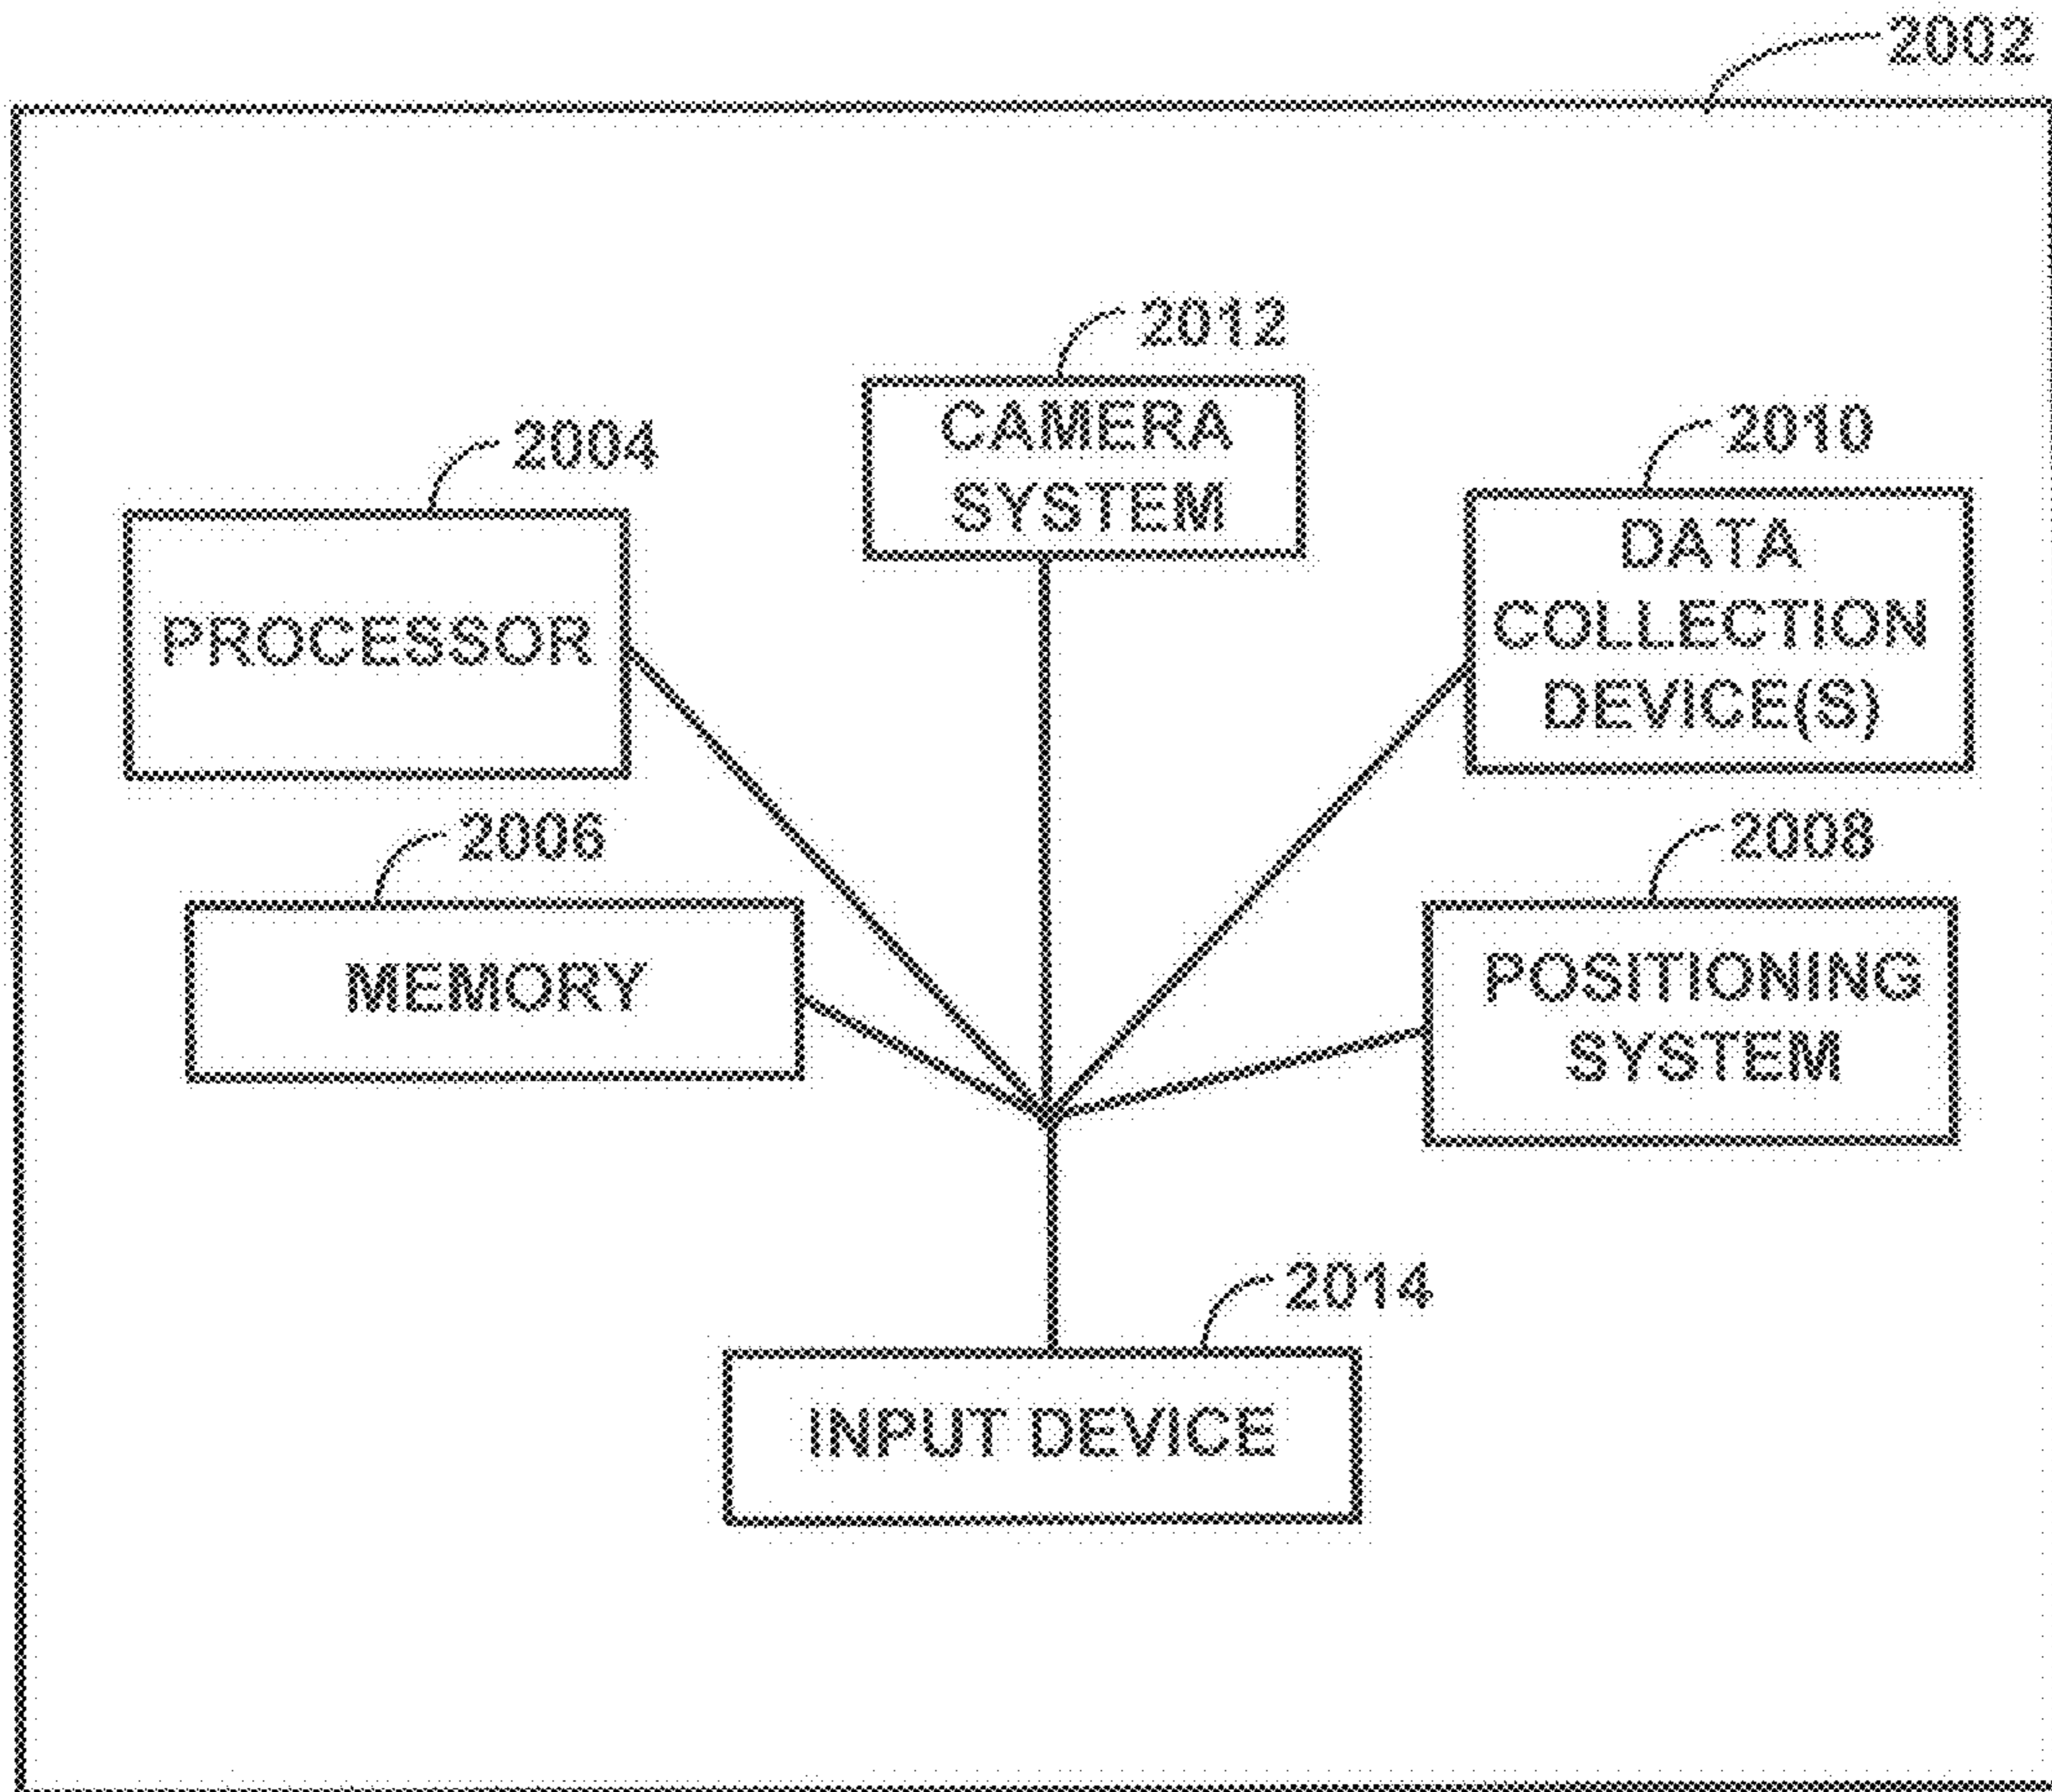 2002
2012
CAMERA
SYSTEM
2004
PROCESSOR
2010
DATA
COLLECTION
DEVICE(S)
2006
MEMORY
2008
POSITIONING
SYSTEM
2014
INPUT DEVICE